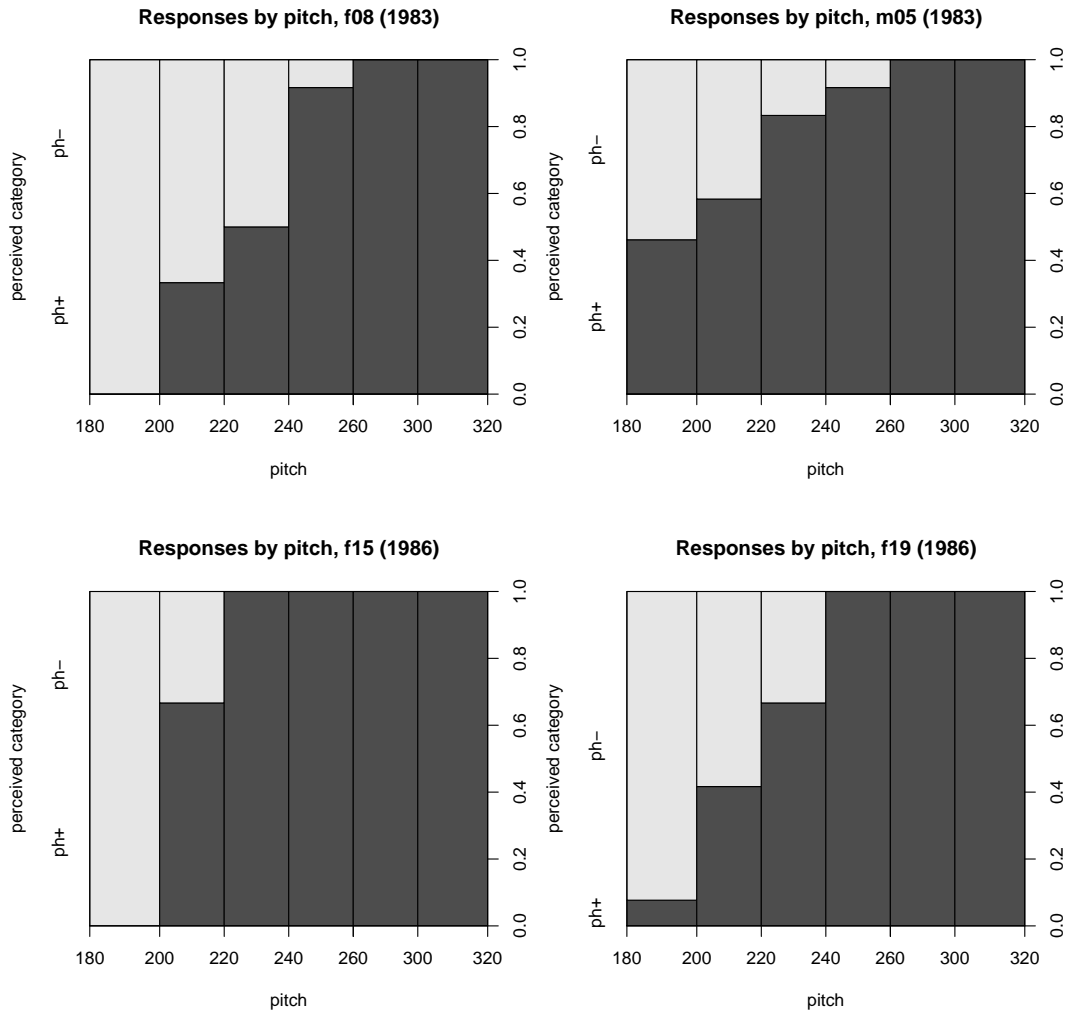 Responses by pitch, f08 (1983)
perceived category
ph−
ph+
1.0
0.8
0.6
0.4
0.2
0.0
180 200 220 240 260 300 320
pitch
Responses by pitch, m05 (1983)
perceived category
ph−
ph+
1.0
0.8
0.6
0.4
0.2
0.0
180 200 220 240 260 300 320
pitch
Responses by pitch, f15 (1986)
perceived category
ph−
ph+
1.0
0.8
0.6
0.4
0.2
0.0
180 200 220 240 260 300 320
pitch
Responses by pitch, f19 (1986)
perceived category
ph−
ph+
1.0
0.8
0.6
0.4
0.2
0.0
180 200 220 240 260 300 320
pitch